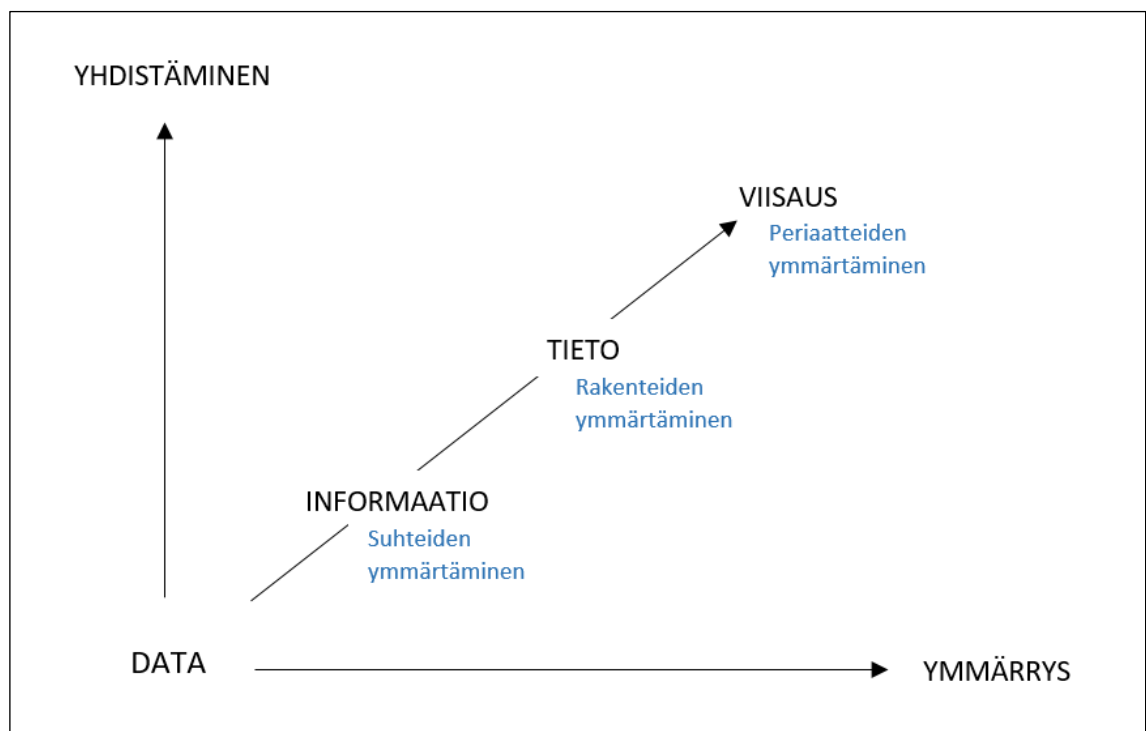 YHDISTÄMINEN
VIISAUS
Periaatteiden
ymmärtäminen
TIETO
Rakenteiden
ymmärtäminen
INFORMAATIO
Suhteiden
ymmärtäminen
DATA
YMMÄRRYS